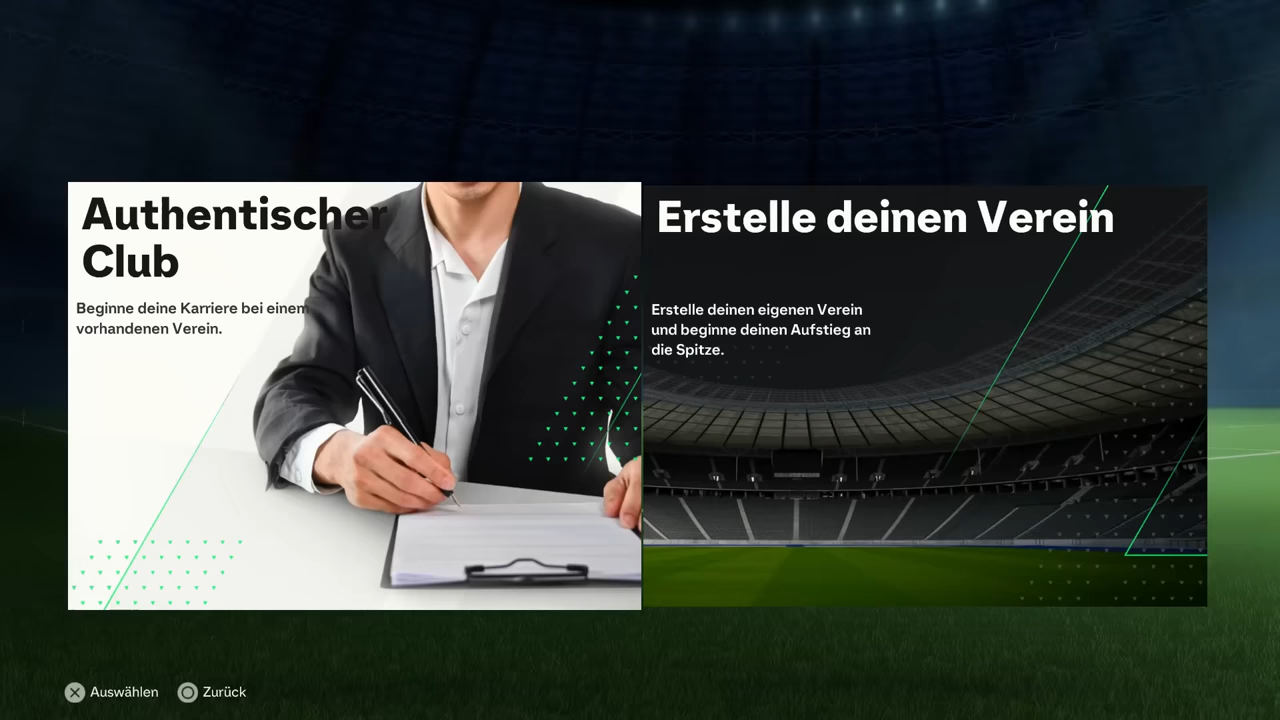 Authentischer
Club
Beginne deine Karriere bei einem
vorhandenen Verein.
Erstelle deinen Verein
Erstelle deinen eigenen Verein
und beginne deinen Aufstieg an
die Spitze.
Auswählen
Zurück